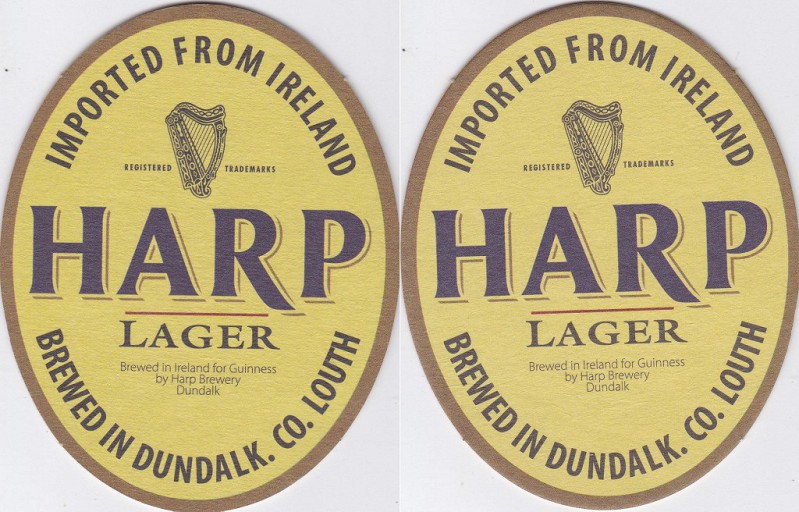 IMPORTED FROM IRELAND
REGISTERED TRADEMARKS
HARP
LAGER
Brewed in Ireland for Guinness
by Harp Brewery
Dundalk
BREWED IN DUNDALK. CO. LOUTH
IMPORTED FROM IRELAND
REGISTERED TRADEMARKS
HARP
LAGER
Brewed in Ireland for Guinness
by Harp Brewery
Dundalk
BREWED IN DUNDALK. CO. LOUTH